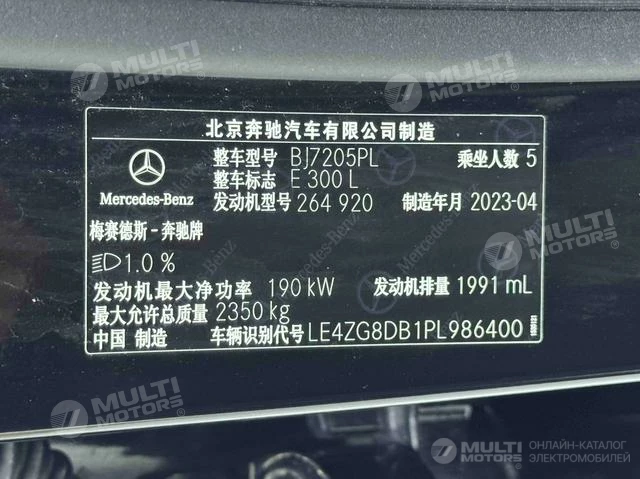 北京奔驰汽车有限公司制造
整车型号 BJ7205PL 乘坐人数 5
整车标志 E 300 L
发动机型号 264 920 制造年月 2023-04
Mercedes-Benz
梅赛德斯-奔驰牌
1.0 %
发动机最大净功率 190 kW 发动机排量 1991 mL
最大允许总质量 2350 kg
中国 制造 车辆识别代号 LE4ZG8DB1PL986400
MULTI MOTORS
MULTI MOTORS
MULTI MOTORS
MULTI MOTORS
MULTI MOTORS ОНЛАЙН-КАТАЛОГ ЭЛЕКТРОМОБИЛЕЙ